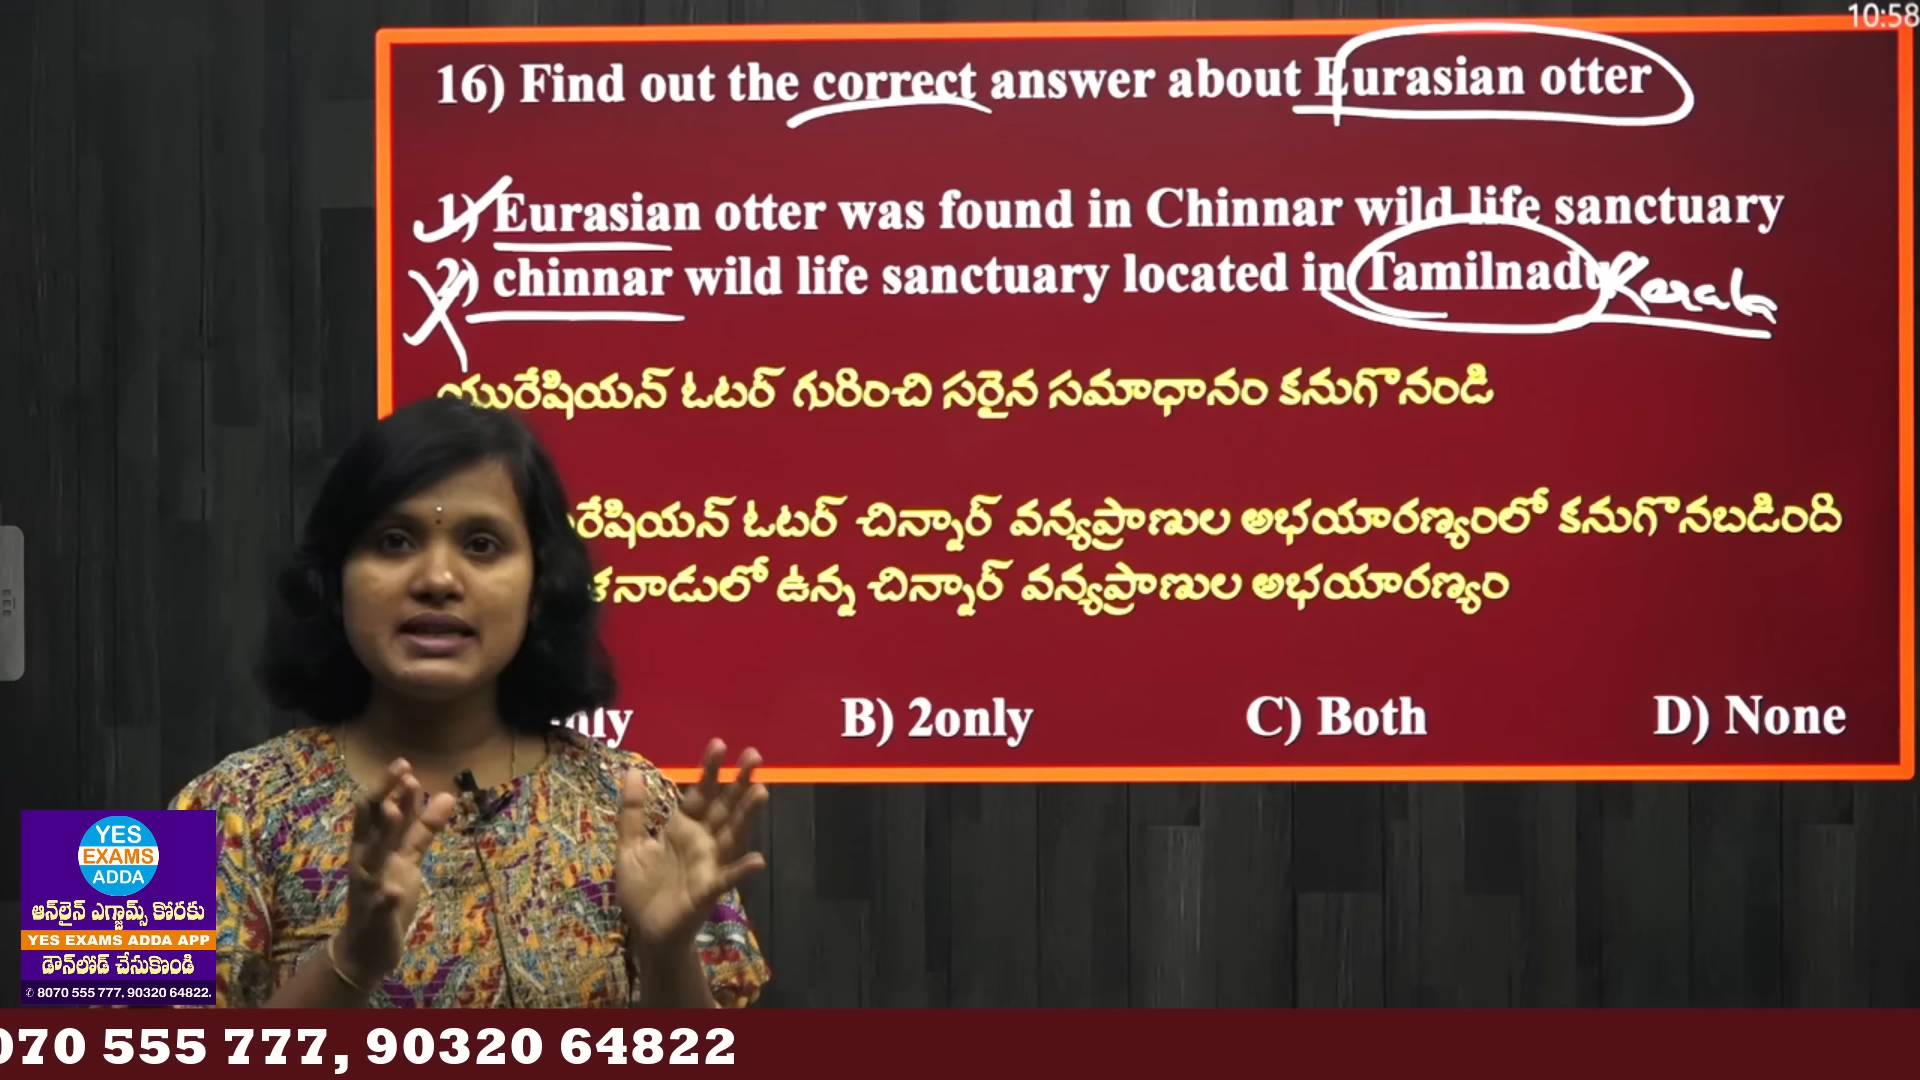 10:58
16) Find out the correct answer about Eurasian otter
1) Eurasian otter was found in Chinnar wild life sanctuary
2) chinnar wild life sanctuary located in Tamilnadu Kerala
యురేషియన్ ఓటర్ గురించి సరైన సమాధానం కనుగొనండి
ఓటర్ చిన్నార్ వన్యప్రాణుల అభయారణ్యంలో కనుగొనబడింది
ఉన్న చిన్నార్ వన్యప్రాణుల అభయారణ్యం
B) 2only C) Both D) None
YES
EXAMS
ADDA
ఆన్‌లైన్ ఎగ్జామ్స్ కొరకు
YES EXAMS ADDA APP
డౌన్‌లోడ్ చేసుకొండి
✆ 8070 555 777, 90320 64822.
070 555 777, 90320 64822